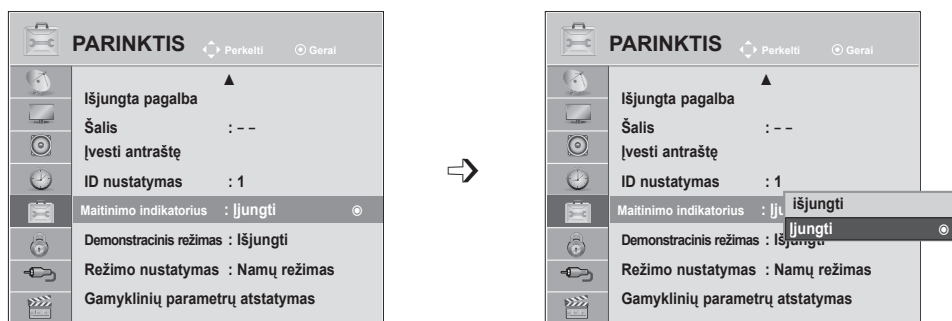 PARINKTIS Perkelti Gerai
▲
Išjungta pagalba
Šalis : – –
Įvesti antraštę
ID nustatymas : 1
Maitinimo indikatorius : Įjungti
Demonstracinis režimas : Išjungti
Režimo nustatymas : Namų režimas
Gamyklinių parametrų atstatymas
PARINKTIS Perkelti Gerai
▲
Išjungta pagalba
Šalis : – –
Įvesti antraštę
ID nustatymas : 1
išjungti
Maitinimo indikatorius : Įju
Įjungti
Demonstracinis režimas : Išjungti
Režimo nustatymas : Namų režimas
Gamyklinių parametrų atstatymas